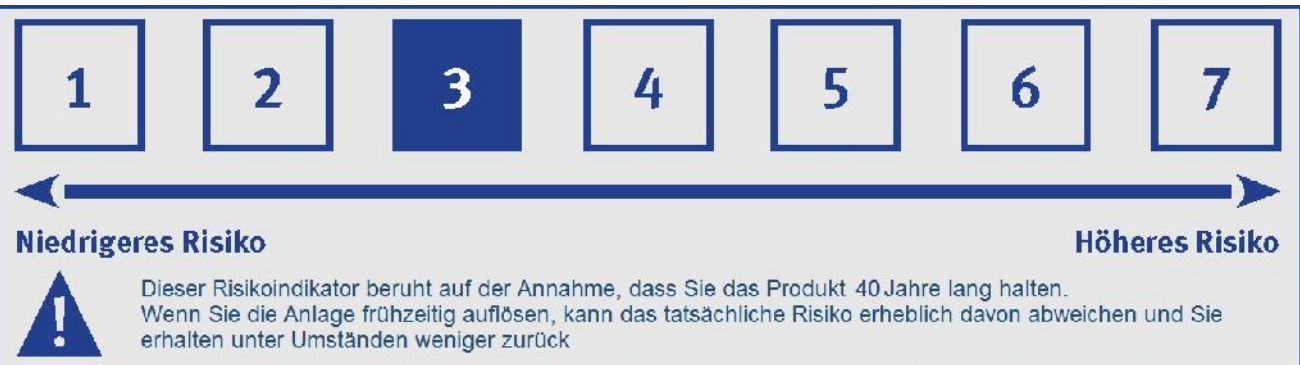 1 2 3 4 5 6 7
Niedrigeres Risiko Höheres Risiko
Dieser Risikoindikator beruht auf der Annahme, dass Sie das Produkt 40 Jahre lang halten.
Wenn Sie die Anlage frühzeitig auflösen, kann das tatsächliche Risiko erheblich davon abweichen und Sie
erhalten unter Umständen weniger zurück